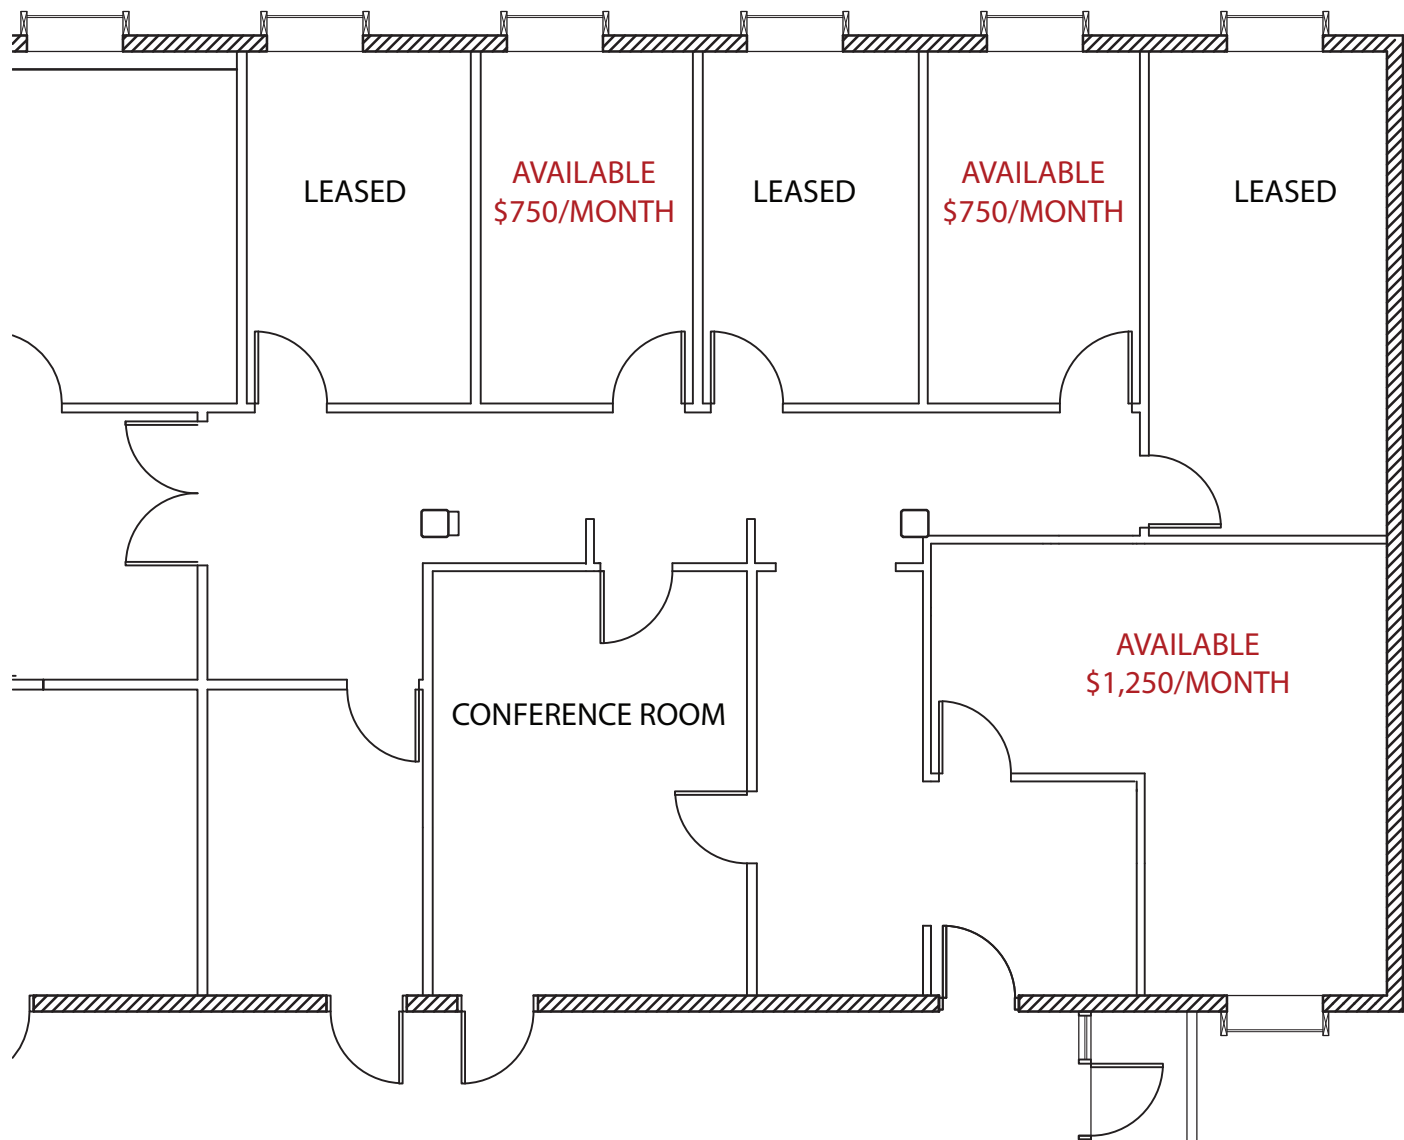 LEASED
AVAILABLE
$750/MONTH
LEASED
AVAILABLE
$750/MONTH
LEASED
AVAILABLE
$1,250/MONTH
CONFERENCE ROOM